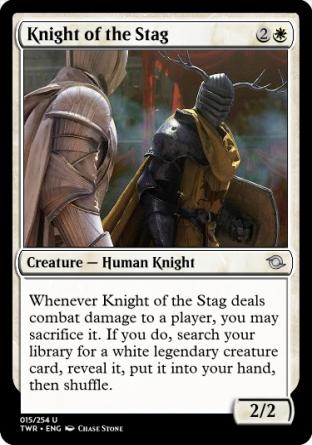 Knight of the Stag 2
Creature — Human Knight
Whenever Knight of the Stag deals
combat damage to a player, you may
sacrifice it. If you do, search your
library for a white legendary creature
card, reveal it, put it into your hand,
then shuffle.
2/2
015/254 U
TWR • ENG Chase Stone